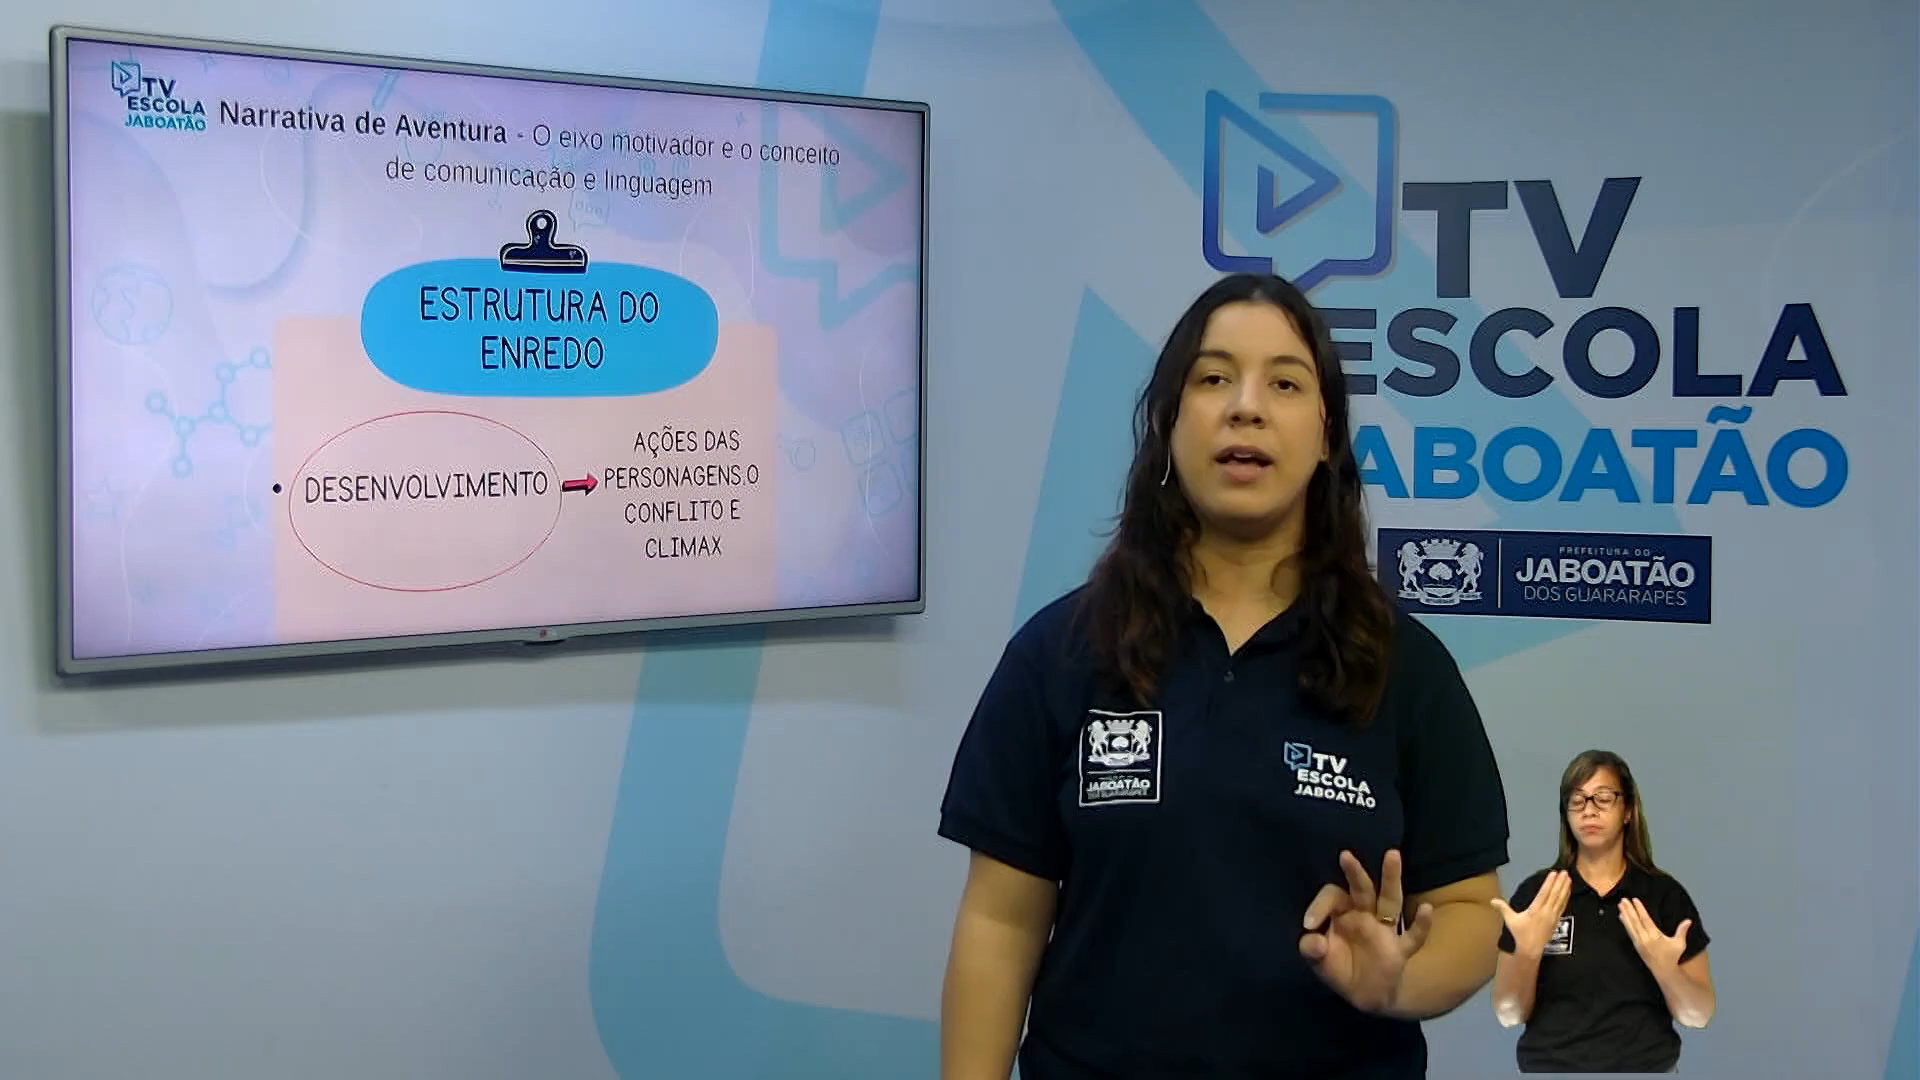 TV
ESCOLA
JABOATÃO
Narrativa de Aventura - O eixo motivador e o conceito
de comunicação e linguagem
ESTRUTURA DO
ENREDO
• DESENVOLVIMENTO
AÇÕES DAS
PERSONAGENS,O
CONFLITO E
CLIMAX
TV
ESCOLA
JABOATÃO
PREFEITURA DO
JABOATÃO
DOS GUARARAPES
JABOATÃO
TV
ESCOLA
JABOATÃO